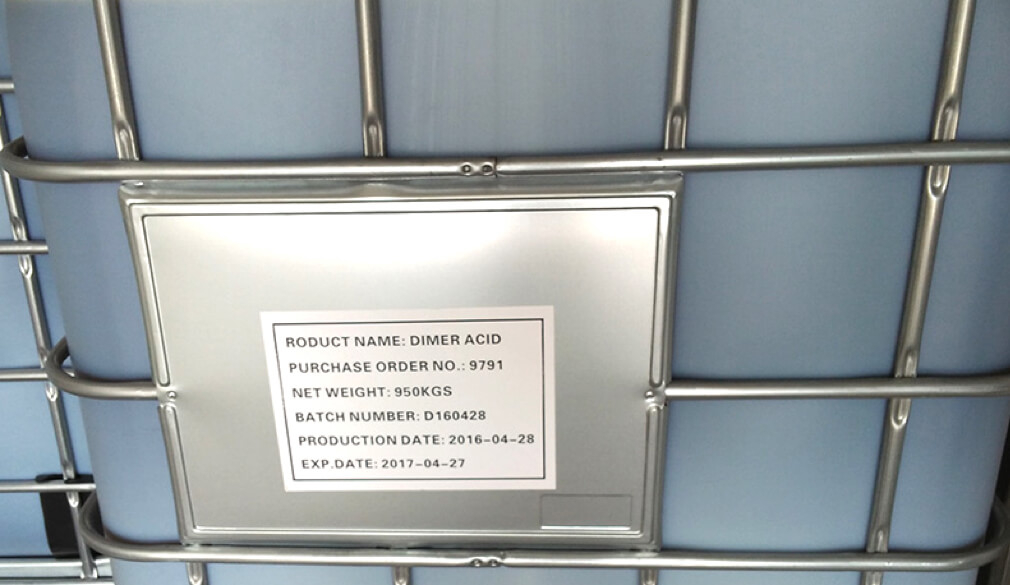 RODUCT NAME: DIMER ACID
PURCHASE ORDER NO.: 9791
NET WEIGHT: 950KGS
BATCH NUMBER: D160428
PRODUCTION DATE: 2016-04-28
EXP.DATE: 2017-04-27